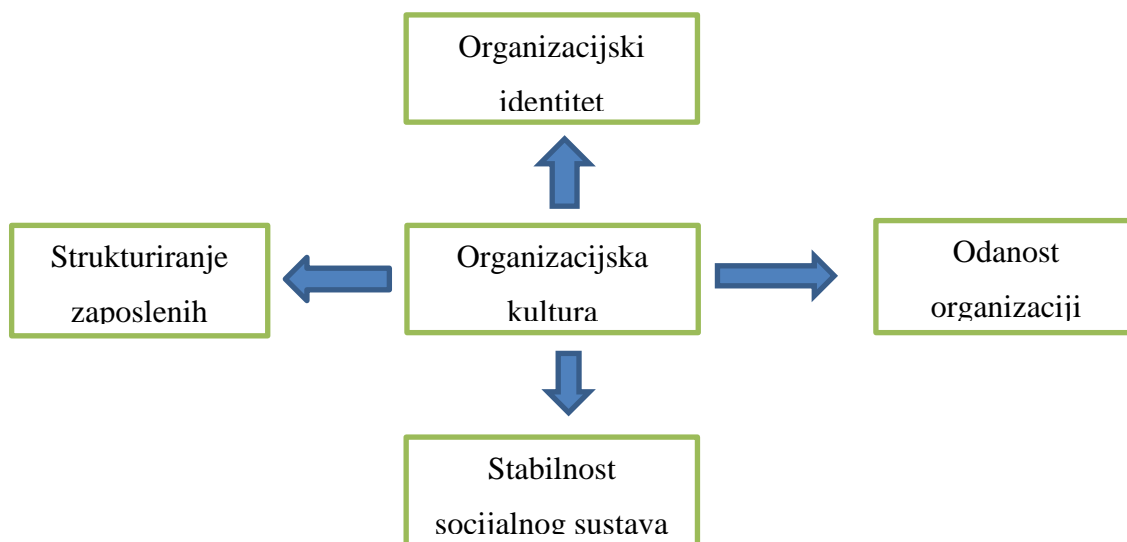 Organizacijski
identitet
Strukturiranje
zaposlenih
Organizacijska
kultura
Odanost
organizaciji
Stabilnost
socijalnog sustava